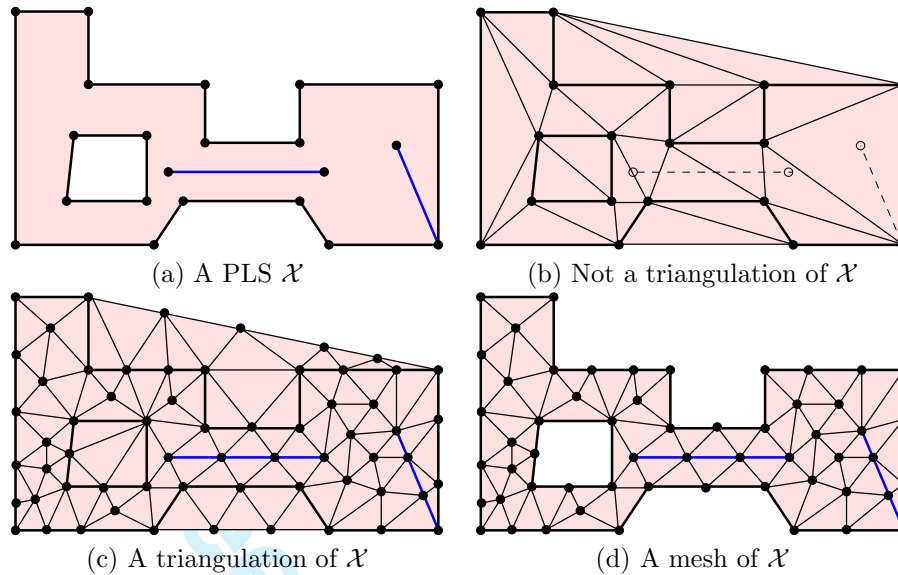 (a) A PLS 𝒳
(b) Not a triangulation of 𝒳
(c) A triangulation of 𝒳
(d) A mesh of 𝒳